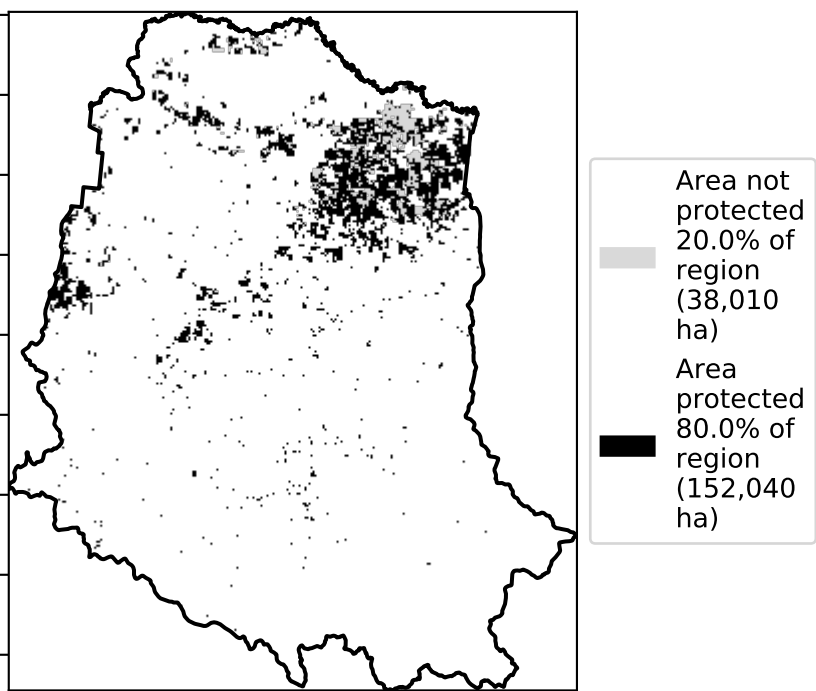 Area not
protected
20.0% of
region
(38,010
ha)
Area
protected
80.0% of
region
(152,040
ha)